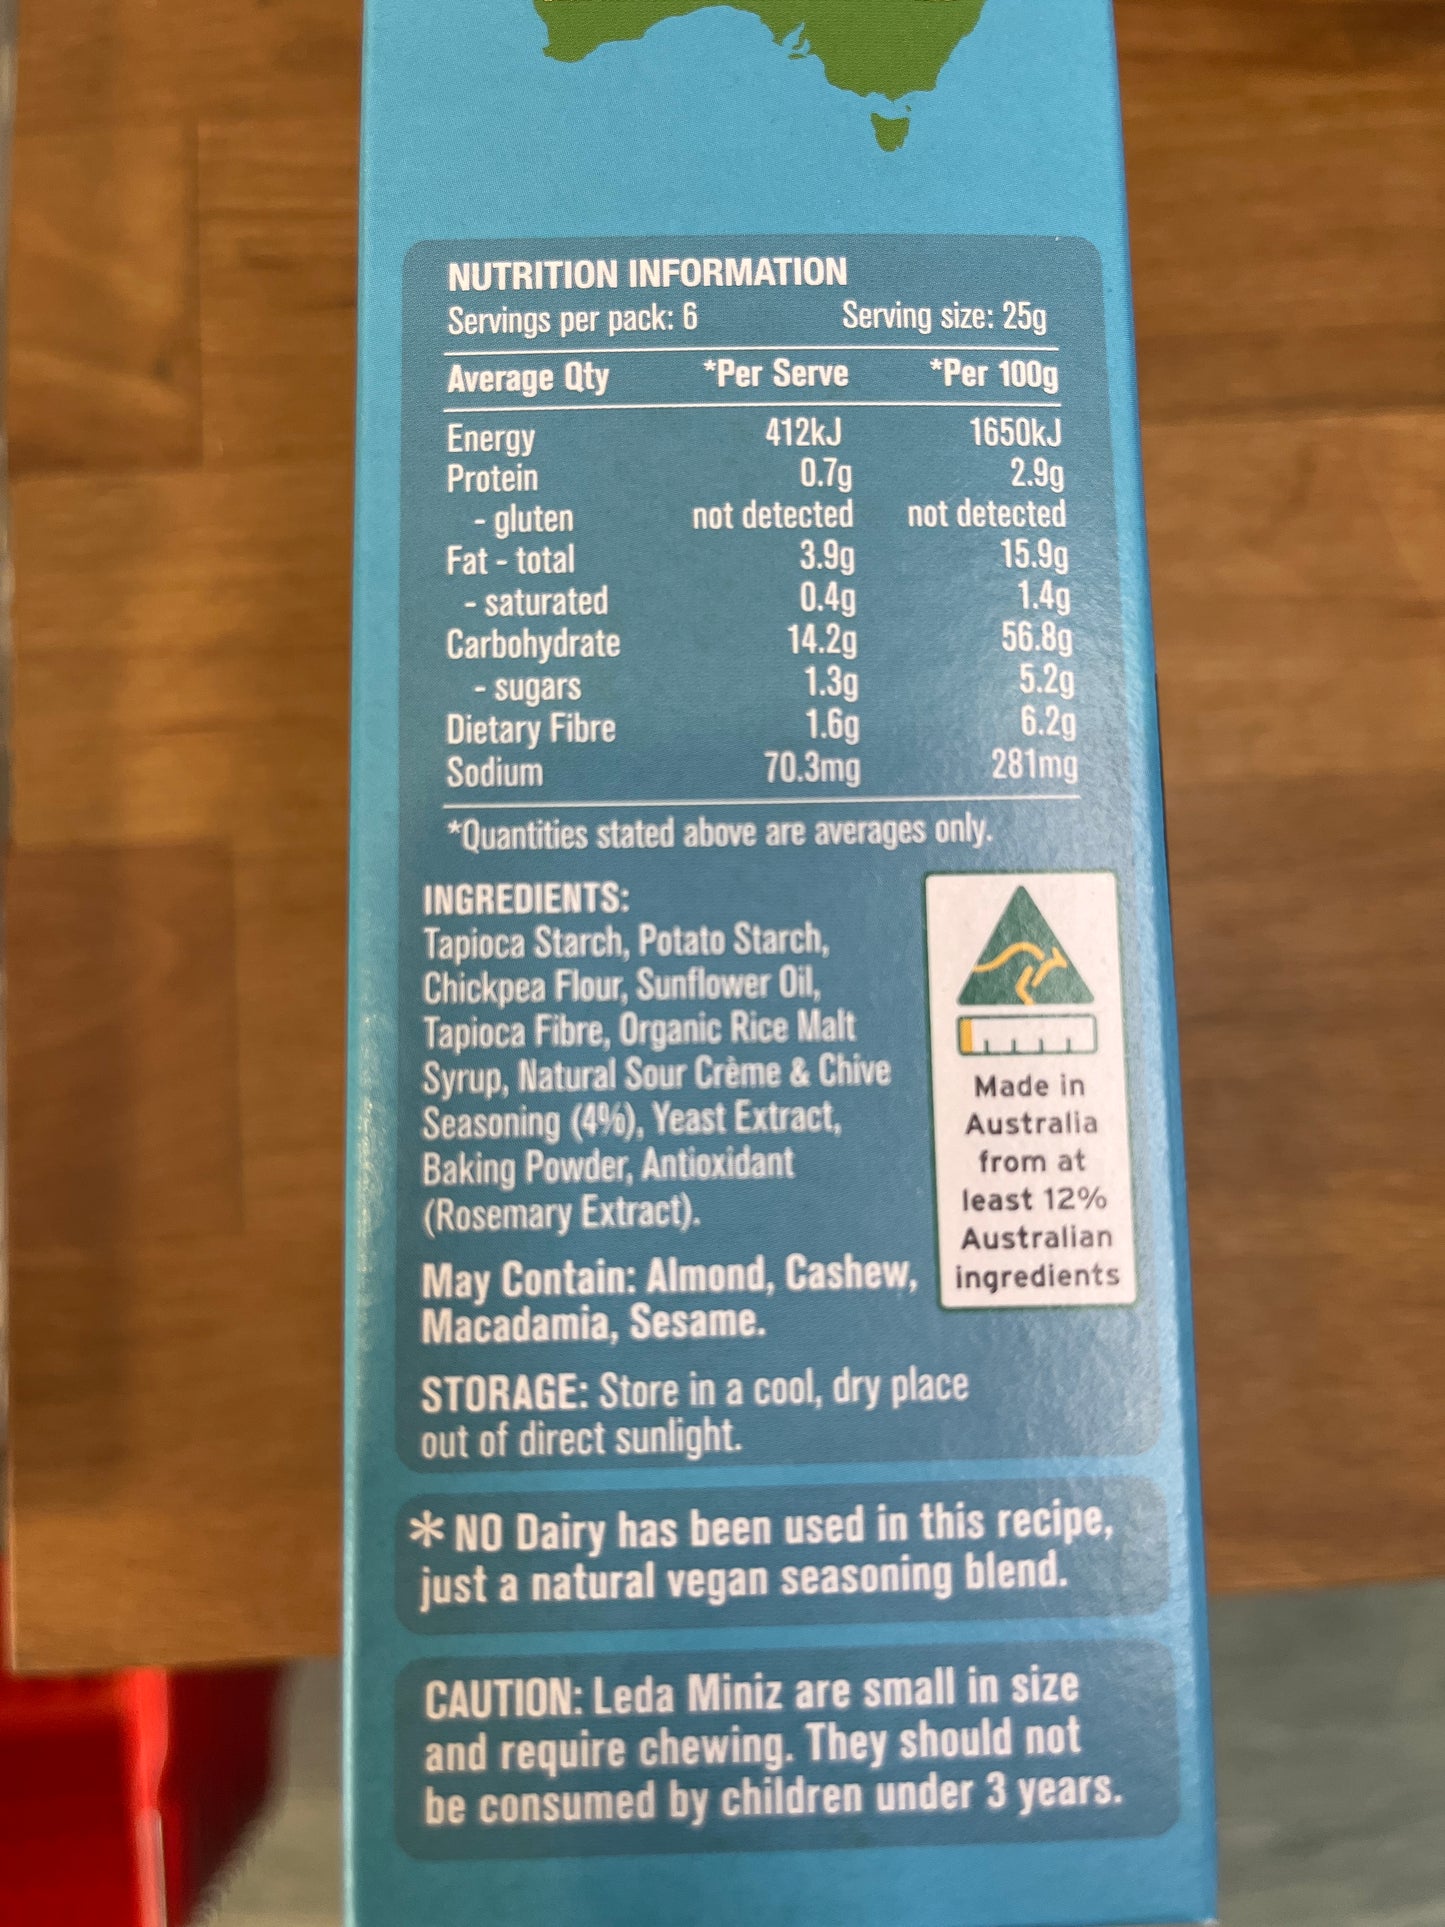 NUTRITION INFORMATION
Servings per pack: 6 Serving size: 25g
Average Qty *Per Serve *Per 100g
Energy 412kJ 1650kJ
Protein 0.7g 2.9g
- gluten not detected not detected
Fat - total 3.9g 15.9g
- saturated 0.4g 1.4g
Carbohydrate 14.2g 56.8g
- sugars 1.3g 5.2g
Dietary Fibre 1.6g 6.2g
Sodium 70.3mg 281mg
*Quantities stated above are averages only.
INGREDIENTS:
Tapioca Starch, Potato Starch,
Chickpea Flour, Sunflower Oil,
Tapioca Fibre, Organic Rice Malt
Syrup, Natural Sour Crème & Chive
Seasoning (4%), Yeast Extract,
Baking Powder, Antioxidant
(Rosemary Extract).
May Contain: Almond, Cashew,
Macadamia, Sesame.
Made in
Australia
from at
least 12%
Australian
ingredients
STORAGE: Store in a cool, dry place
out of direct sunlight.
* NO Dairy has been used in this recipe,
just a natural vegan seasoning blend.
CAUTION: Leda Miniz are small in size
and require chewing. They should not
be consumed by children under 3 years.